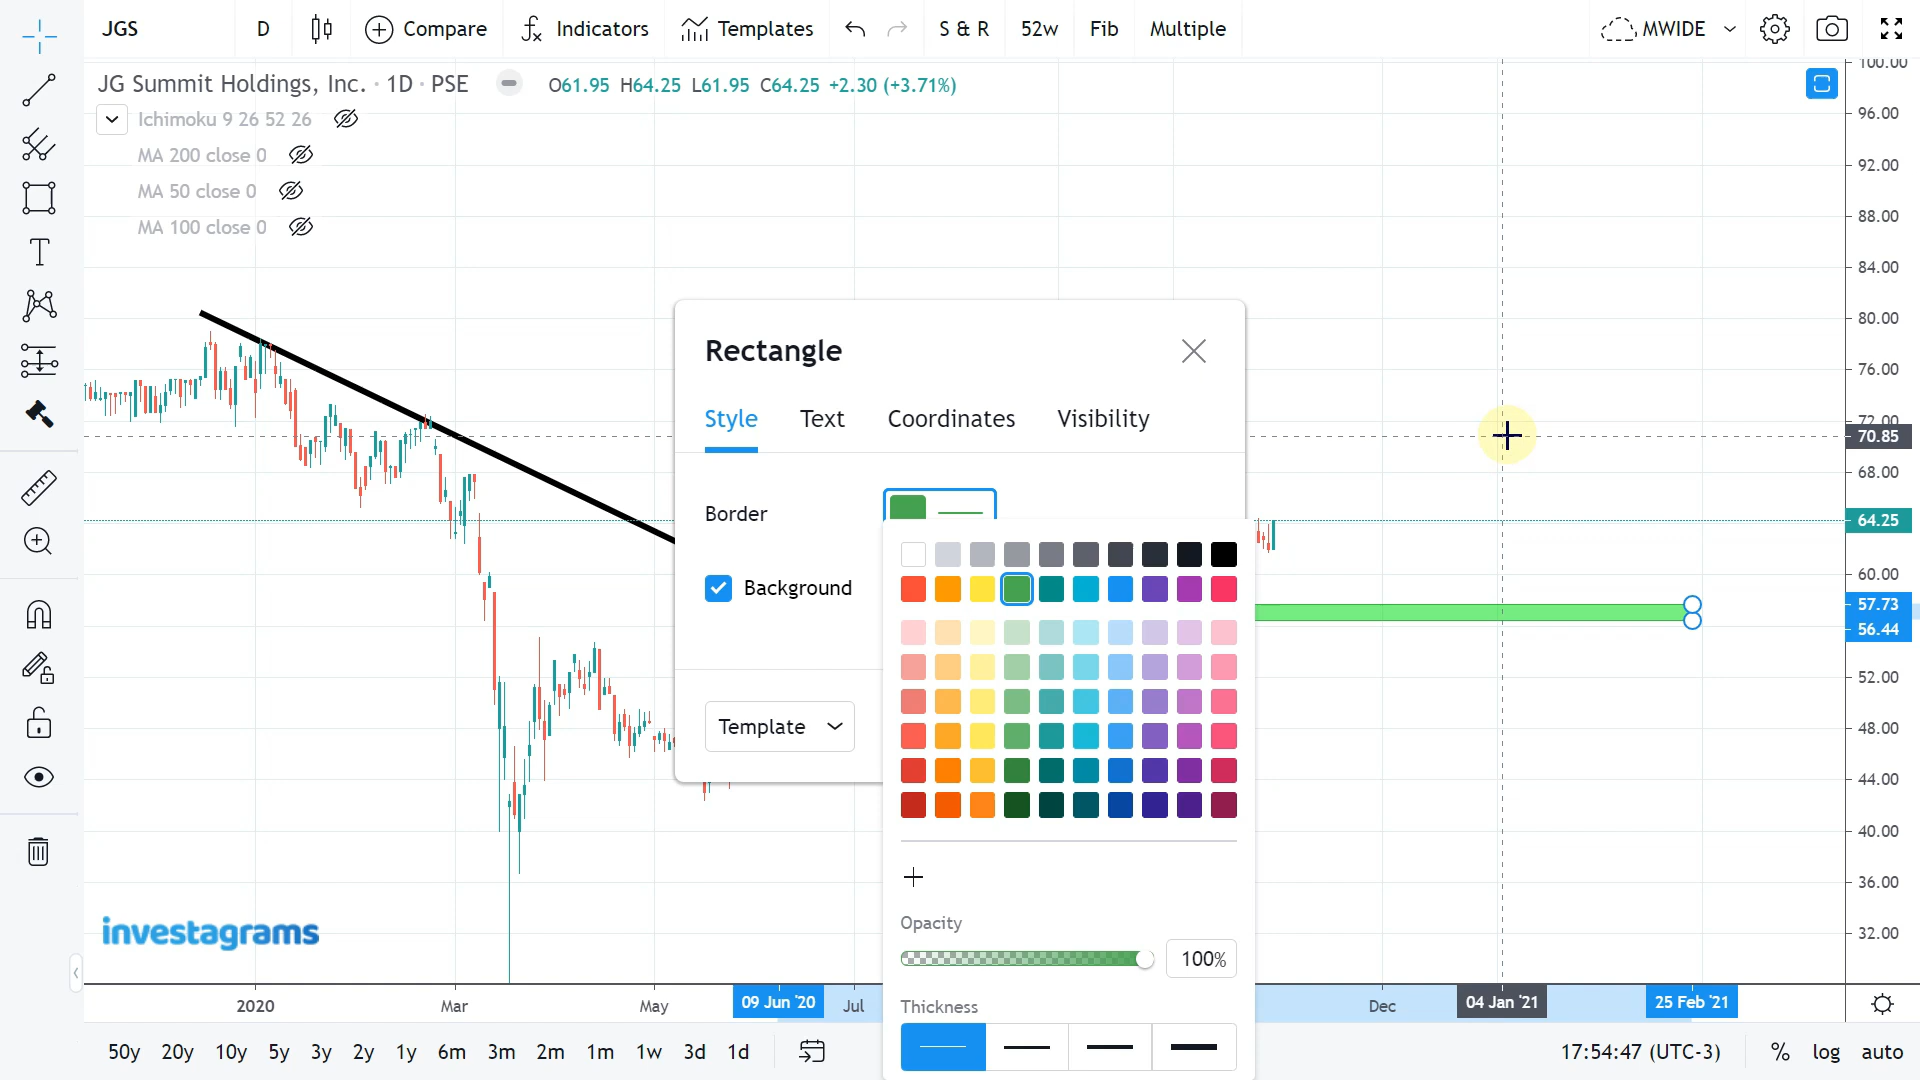 JGS D Compare Indicators Templates S & R 52w Fib Multiple MWIDE
JG Summit Holdings, Inc. · 1D · PSE O61.95 H64.25 L61.95 C64.25 +2.30 (+3.71%)
Ichimoku 9 26 52 26
MA 200 close 0
MA 50 close 0
MA 100 close 0
100.00
96.00
92.00
88.00
84.00
80.00
76.00
72.00
70.85
68.00
64.25
60.00
57.73
56.44
52.00
48.00
44.00
40.00
36.00
32.00
Rectangle
Style Text Coordinates Visibility
Border
Background
Template
Opacity
100%
Thickness
investagrams
2020 Mar May 09 Jun '20 Jul Dec 04 Jan '21 25 Feb '21
50y 20y 10y 5y 3y 2y 1y 6m 3m 2m 1m 1w 3d 1d 17:54:47 (UTC-3) % log auto